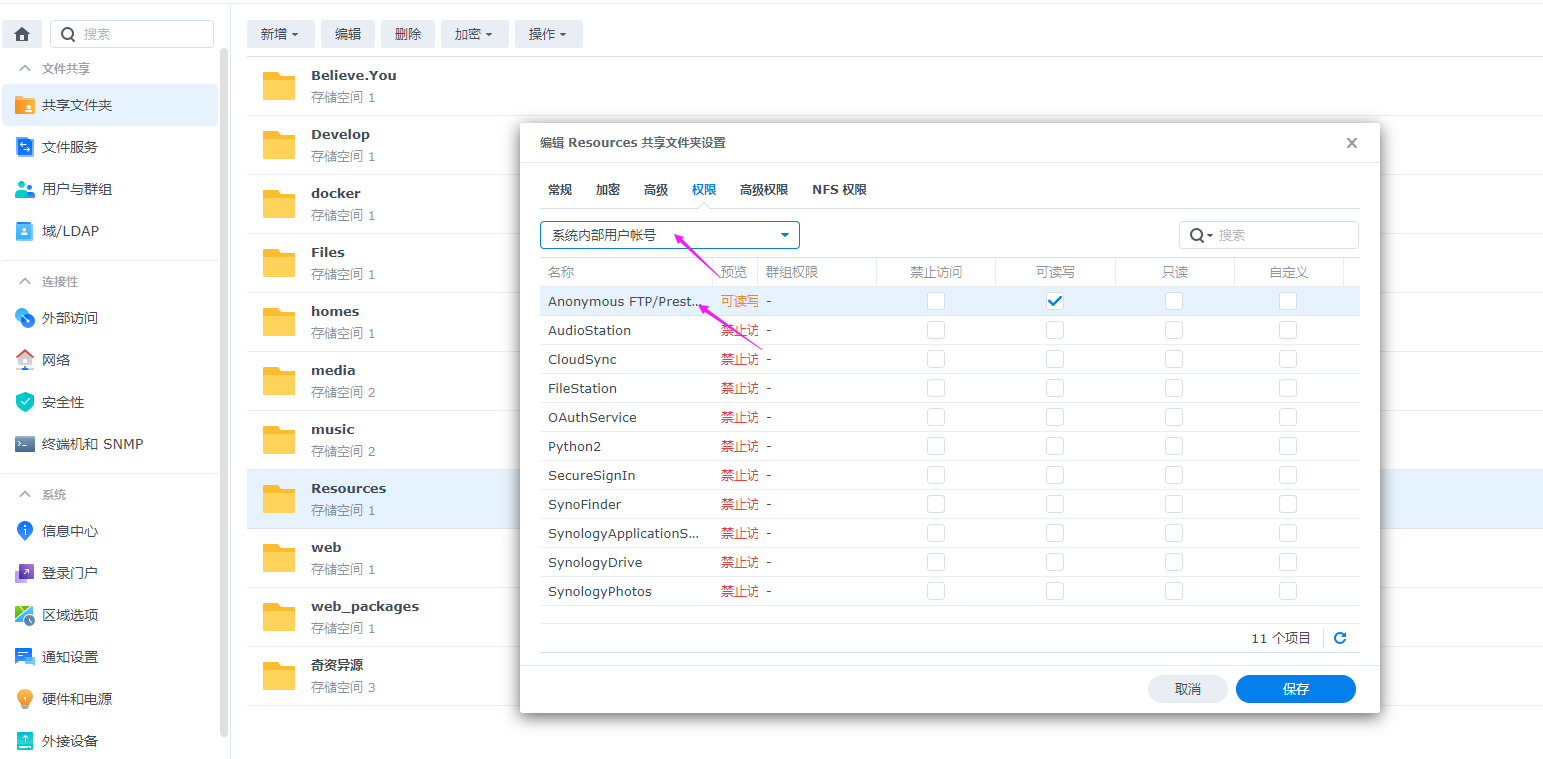 搜索
文件共享
共享文件夹
文件服务
用户与群组
域/LDAP
连接性
外部访问
网络
安全性
终端机和 SNMP
系统
信息中心
登录门户
区域选项
通知设置
硬件和电源
外接设备
新增 编辑 删除 加密 操作
Believe.You
存储空间 1
Develop
存储空间 1
docker
存储空间 1
Files
存储空间 1
homes
存储空间 1
media
存储空间 2
music
存储空间 2
Resources
存储空间 1
web
存储空间 1
web_packages
存储空间 1
奇资异源
存储空间 3
编辑 Resources 共享文件夹设置
常规 加密 高级 权限 高级权限 NFS 权限
系统内部用户帐号 搜索
名称 预览 群组权限 禁止访问 可读写 只读 自定义
Anonymous FTP/Prest... 可读写 -
AudioStation 禁止访 -
CloudSync 禁止访 -
FileStation 禁止访 -
OAuthService 禁止访 -
Python2 禁止访 -
SecureSignIn 禁止访 -
SynoFinder 禁止访 -
SynologyApplicationS... 禁止访 -
SynologyDrive 禁止访 -
SynologyPhotos 禁止访 -
11 个项目
取消 保存